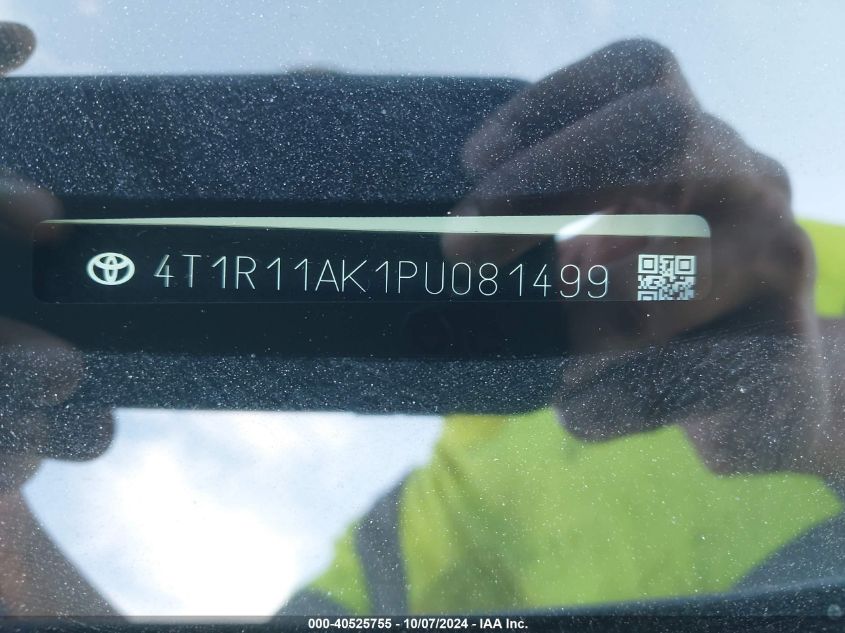 4T1R11AK1PU081499
000-40525755 - 10/07/2024 - IAA Inc.